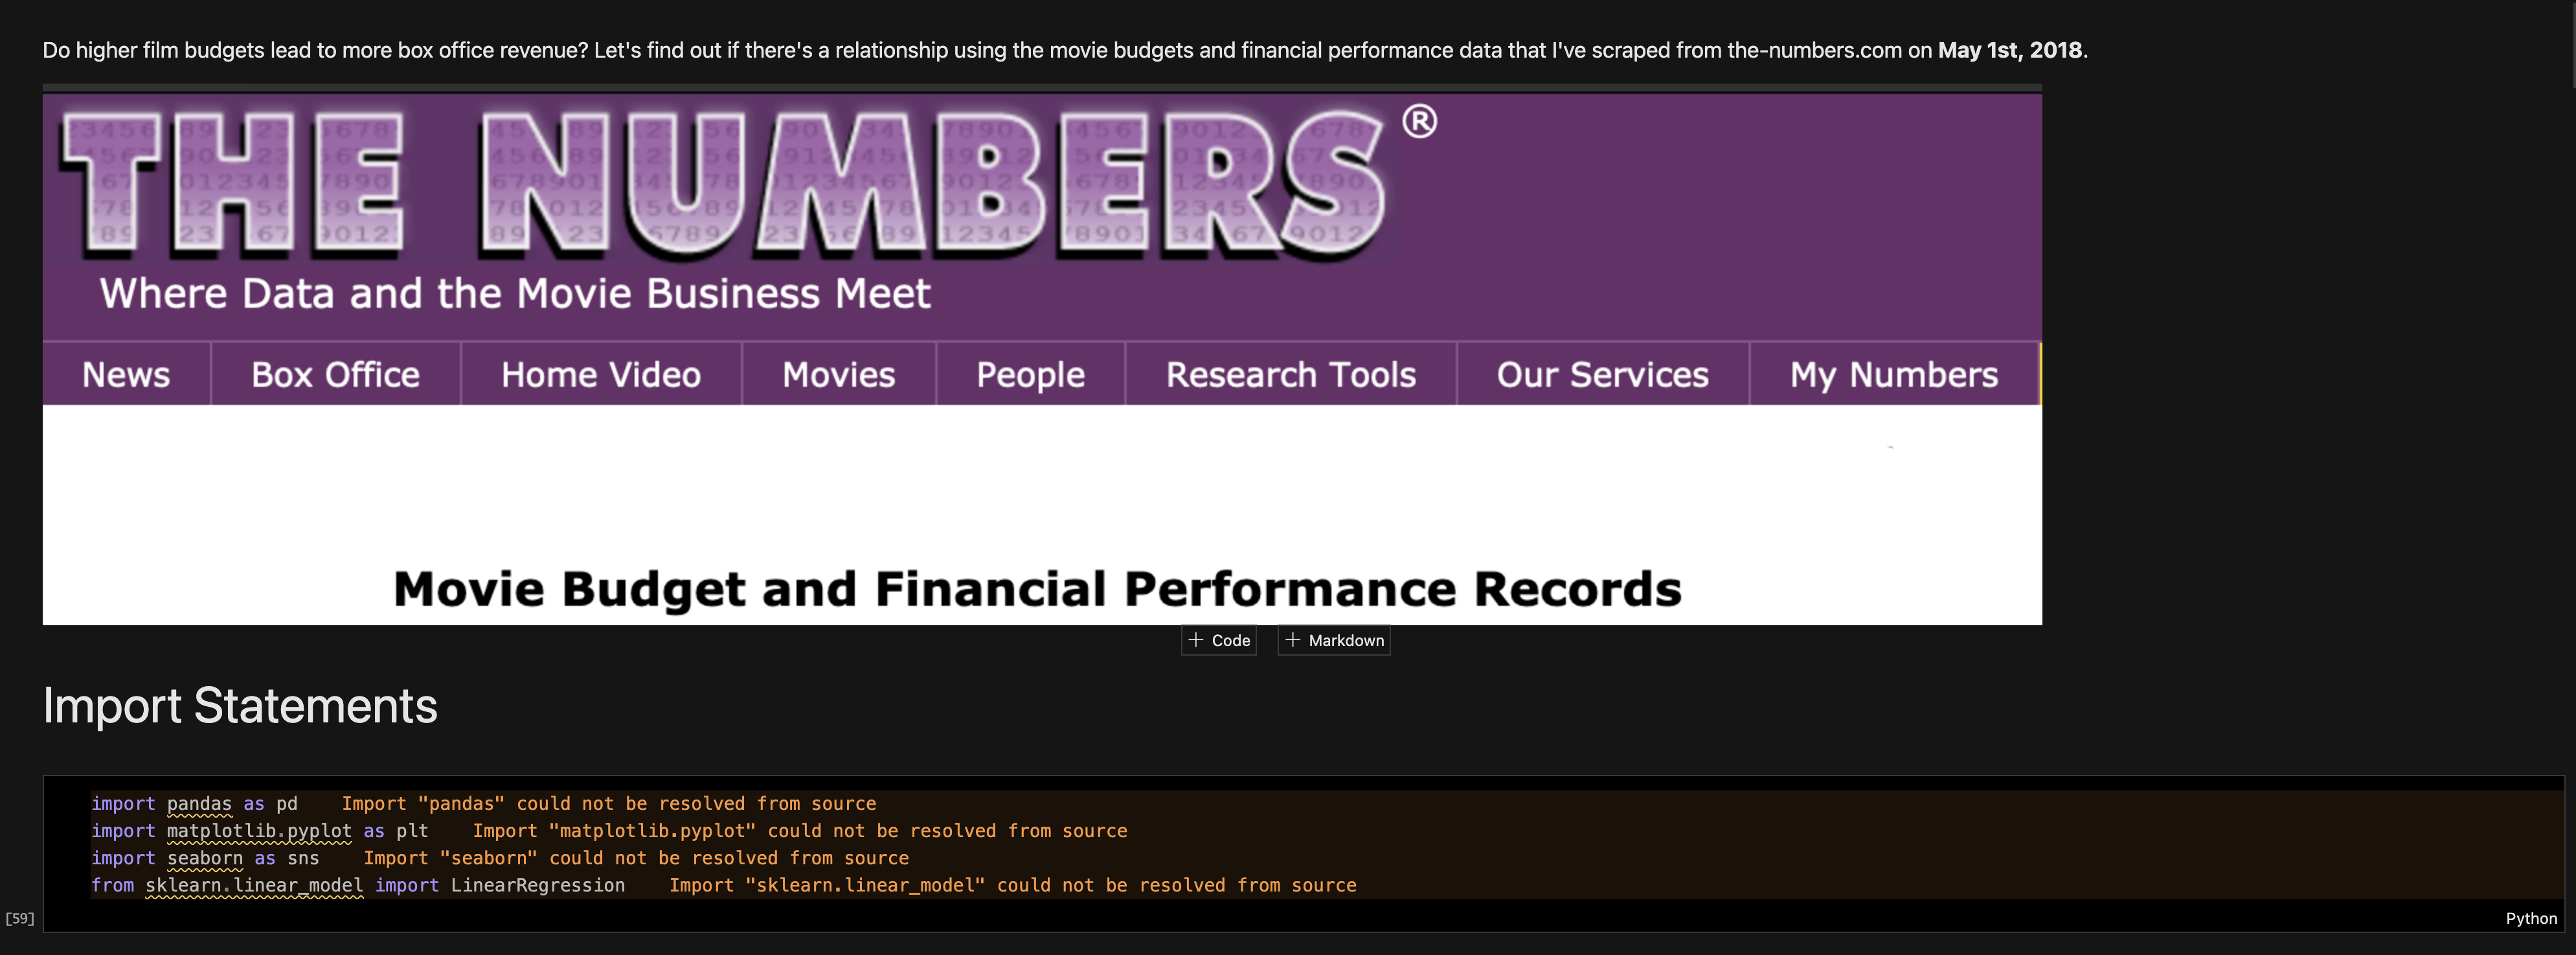 Do higher film budgets lead to more box office revenue? Let's find out if there's a relationship using the movie budgets and financial performance data that I've scraped from the-numbers.com on May 1st, 2018.
THE NUMBERS®
Where Data and the Movie Business Meet
News Box Office Home Video Movies People Research Tools Our Services My Numbers
Movie Budget and Financial Performance Records
+ Code + Markdown
Import Statements
import pandas as pd Import "pandas" could not be resolved from source
import matplotlib.pyplot as plt Import "matplotlib.pyplot" could not be resolved from source
import seaborn as sns Import "seaborn" could not be resolved from source
from sklearn.linear_model import LinearRegression Import "sklearn.linear_model" could not be resolved from source
[59] Python